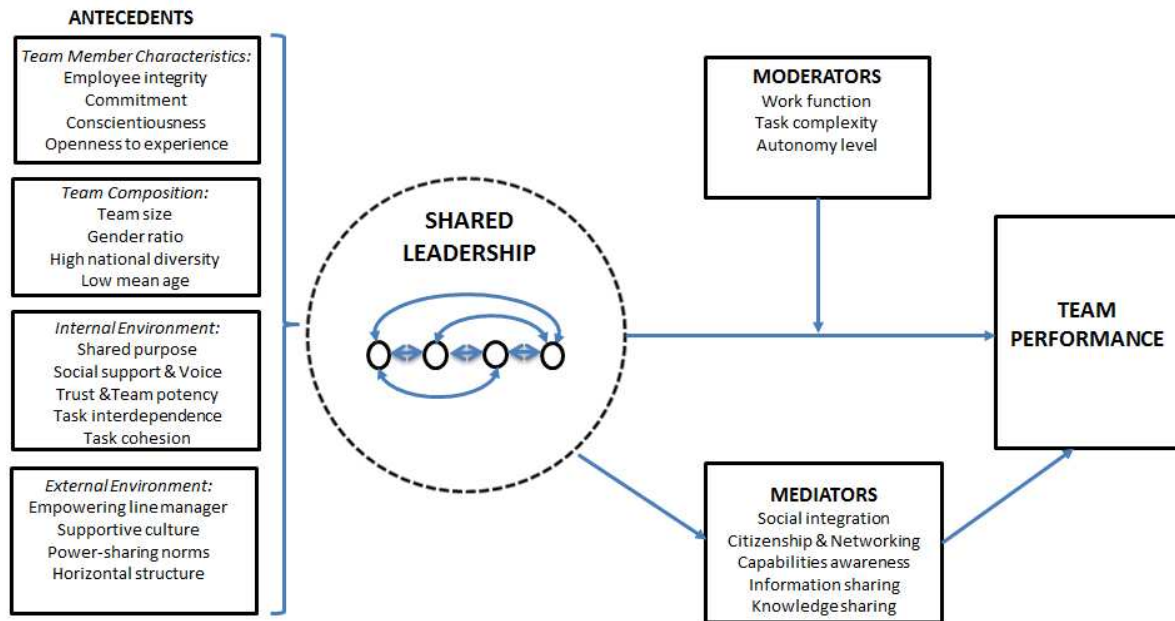 ANTECEDENTS
Team Member Characteristics:
Employee integrity
Commitment
Conscientiousness
Openness to experience
Team Composition:
Team size
Gender ratio
High national diversity
Low mean age
Internal Environment:
Shared purpose
Social support & Voice
Trust &Team potency
Task interdependence
Task cohesion
External Environment:
Empowering line manager
Supportive culture
Power-sharing norms
Horizontal structure
SHARED
LEADERSHIP
MODERATORS
Work function
Task complexity
Autonomy level
MEDIATORS
Social integration
Citizenship & Networking
Capabilities awareness
Information sharing
Knowledge sharing
TEAM
PERFORMANCE